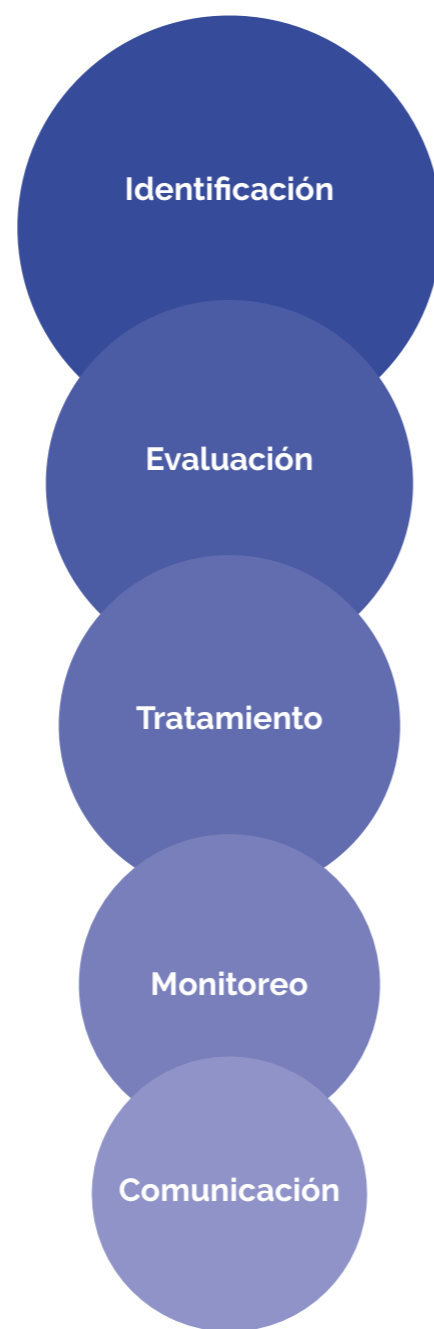 Identificación
Evaluación
Tratamiento
Monitoreo
Comunicación